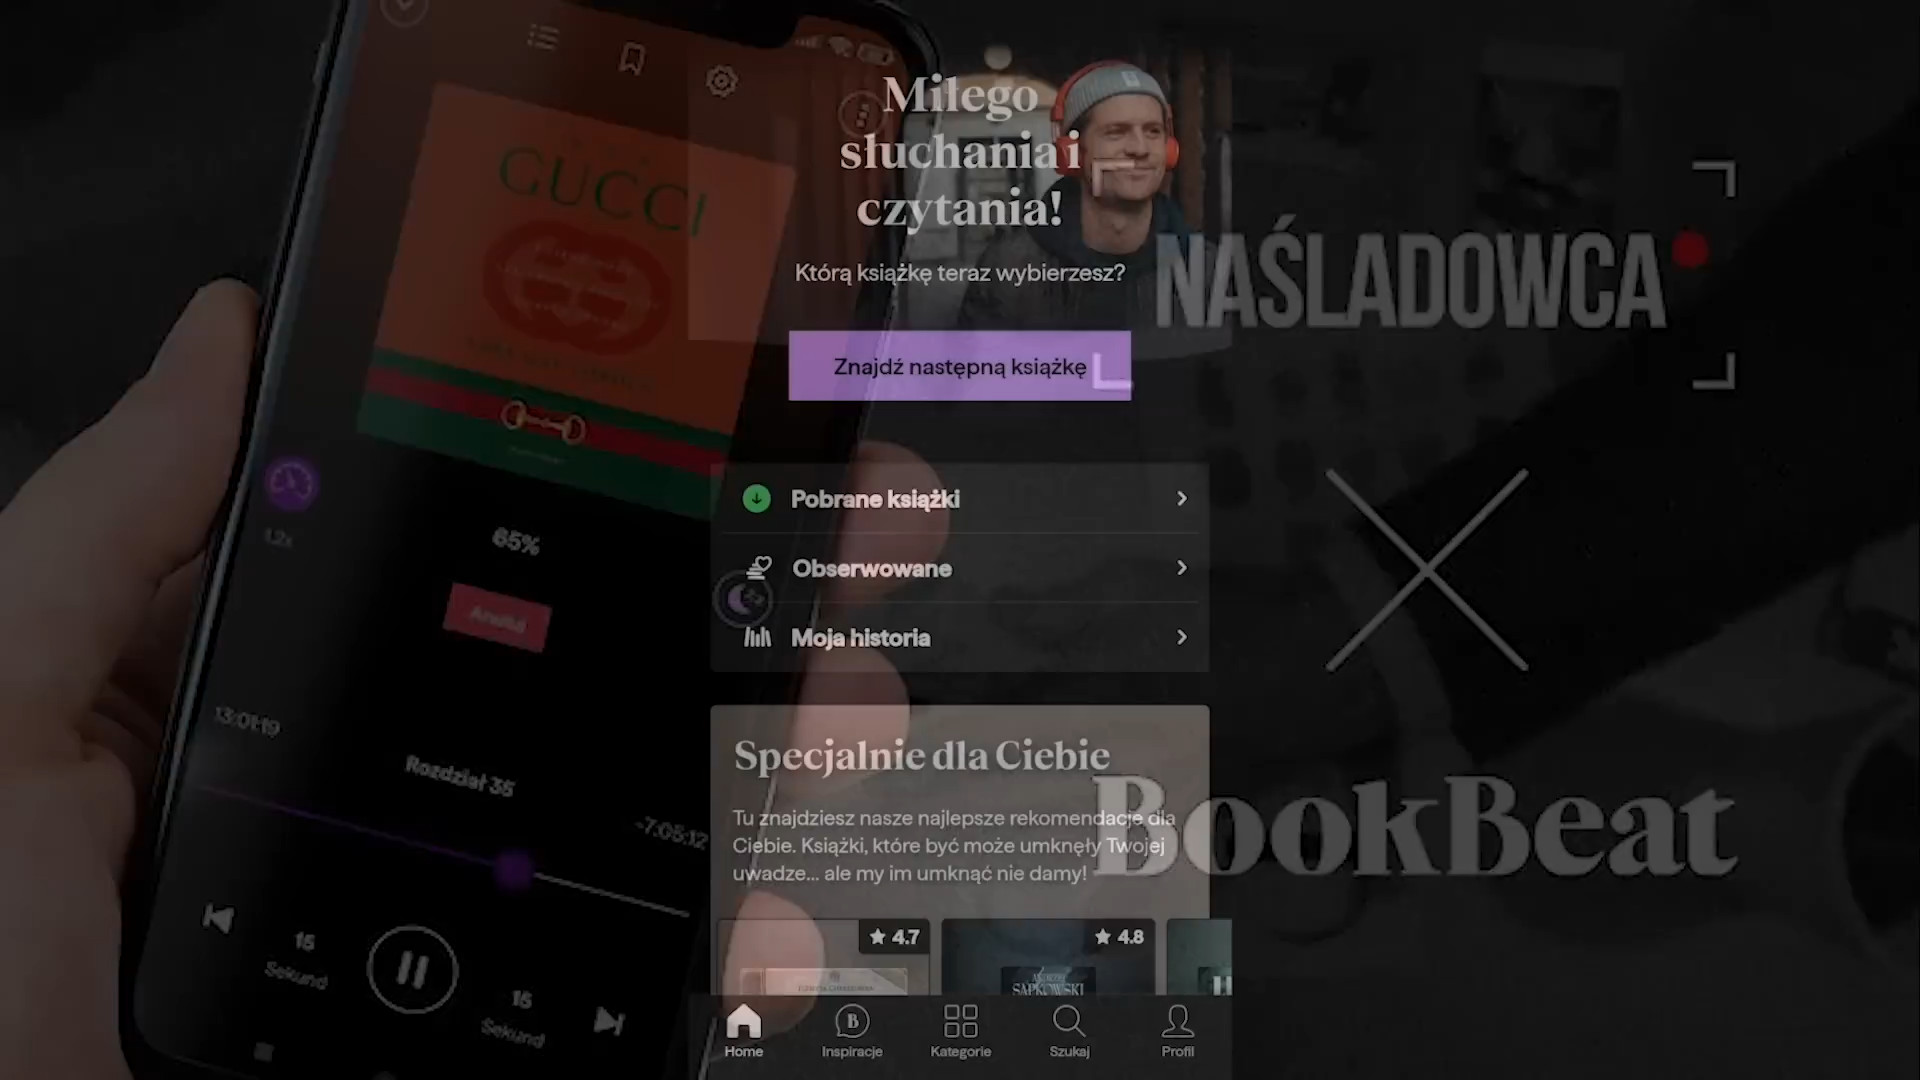 GUCCI
65%
1.2x
Anuluj
13:01:19
Rozdział 35
-7:05:12
15
Sekund
15
Sekund
Miłego
słuchania i
czytania!
Którą książkę teraz wybierzesz?
Znajdź następną książkę
Pobrane książki
Obserwowane
Moja historia
Specjalnie dla Ciebie
Tu znajdziesz nasze najlepsze rekomendacje dla
Ciebie. Książki, które być może umknęły Twojej
uwadze... ale my im umknąć nie damy!
4.7
4.8
ANDRZEJ
SAPKOWSKI
Home
Inspiracje
Kategorie
Szukaj
Profil
NAŚLADOWCA
BookBeat